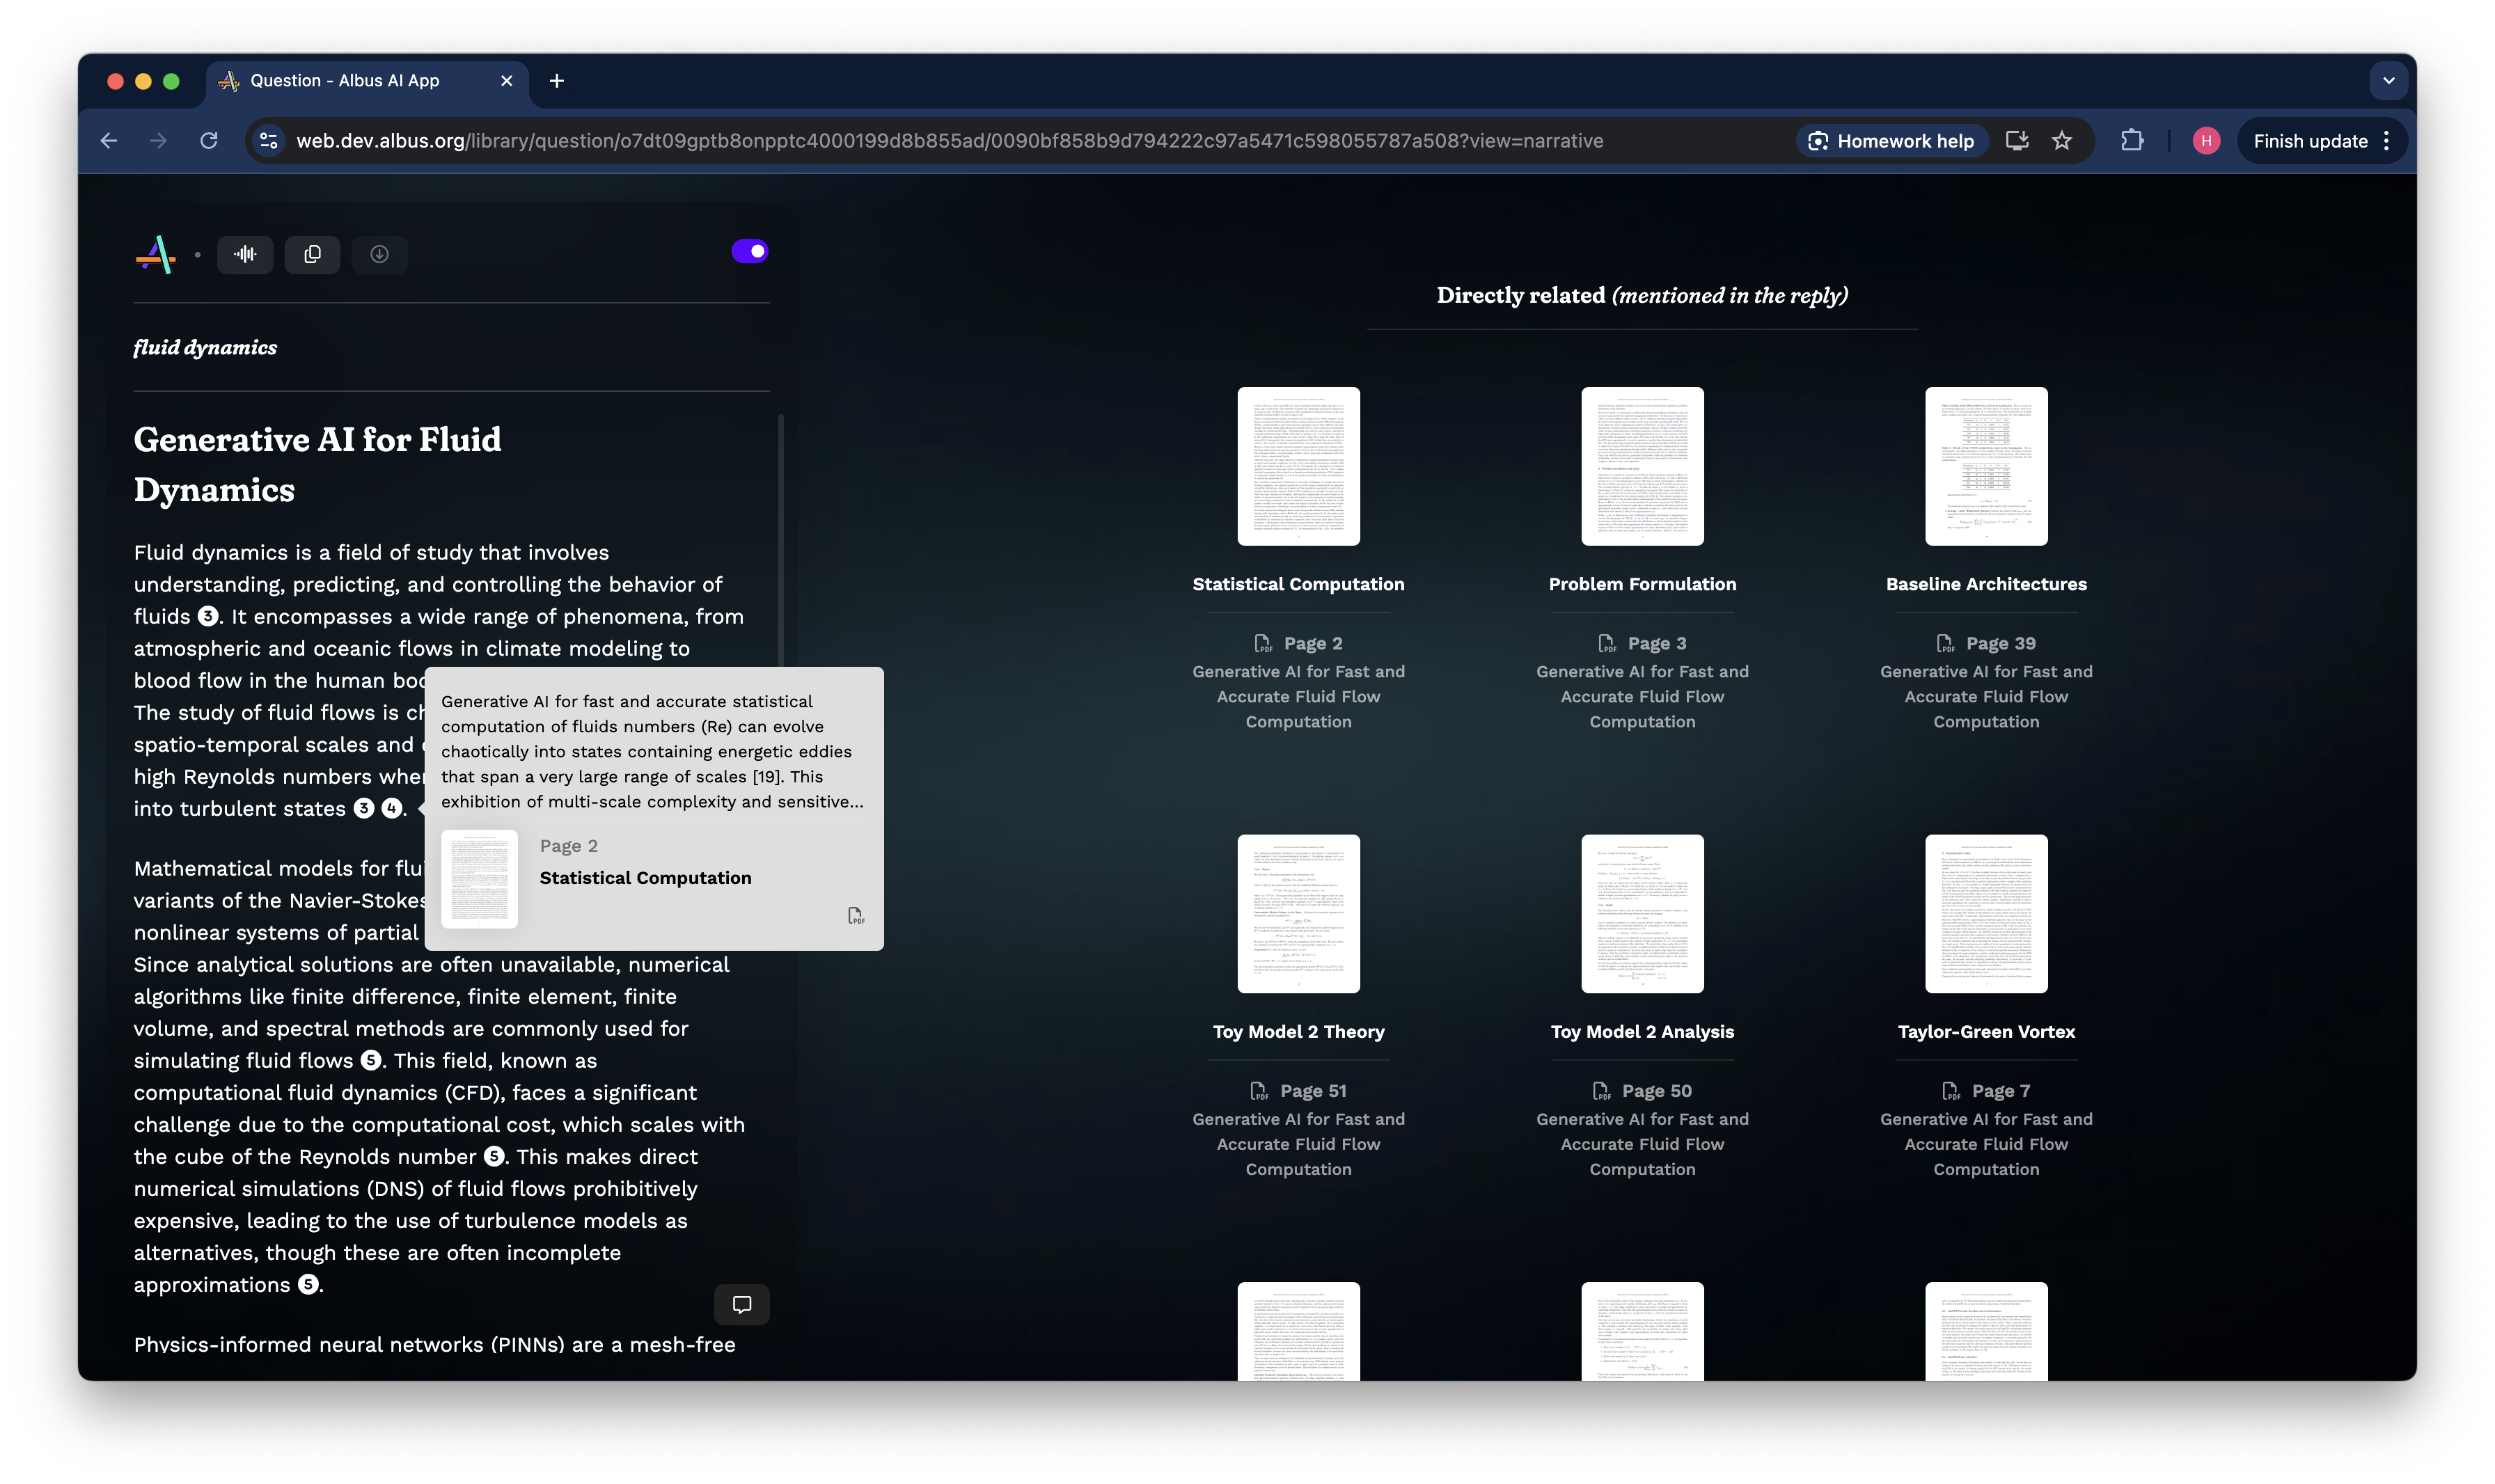 Question - Albus AI App
web.dev.albus.org/library/question/o7dt09gptb8onpptc4000199d8b855ad/0090bf858b9d794222c97a5471c598055787a508?view=narrative
Homework help
H
Finish update
fluid dynamics
Generative AI for Fluid
Dynamics
Fluid dynamics is a field of study that involves
understanding, predicting, and controlling the behavior of
fluids 3. It encompasses a wide range of phenomena, from
atmospheric and oceanic flows in climate modeling to
blood flow in the human
The study of fluid flows is
spatio-temporal scales and
high Reynolds numbers
into turbulent states 3 4.
Mathematical models for
variants of the Navier-Stokes
nonlinear systems of partial
Since analytical solutions are often unavailable, numerical
algorithms like finite difference, finite element, finite
volume, and spectral methods are commonly used for
simulating fluid flows 5. This field, known as
computational fluid dynamics (CFD), faces a significant
challenge due to the computational cost, which scales with
the cube of the Reynolds number 5. This makes direct
numerical simulations (DNS) of fluid flows prohibitively
expensive, leading to the use of turbulence models as
alternatives, though these are often incomplete
approximations 5.
Physics-informed neural networks (PINNs) are a mesh-free
Generative AI for fast and accurate statistical
computation of fluids numbers (Re) can evolve
chaotically into states containing energetic eddies
that span a very large range of scales [19]. This
exhibition of multi-scale complexity and sensitive...
Page 2
Statistical Computation
PDF
Directly related (mentioned in the reply)
Statistical Computation
PDF Page 2
Generative AI for Fast and
Accurate Fluid Flow
Computation
Problem Formulation
PDF Page 3
Generative AI for Fast and
Accurate Fluid Flow
Computation
Baseline Architectures
PDF Page 39
Generative AI for Fast and
Accurate Fluid Flow
Computation
Toy Model 2 Theory
PDF Page 51
Generative AI for Fast and
Accurate Fluid Flow
Computation
Toy Model 2 Analysis
PDF Page 50
Generative AI for Fast and
Accurate Fluid Flow
Computation
Taylor-Green Vortex
PDF Page 7
Generative AI for Fast and
Accurate Fluid Flow
Computation